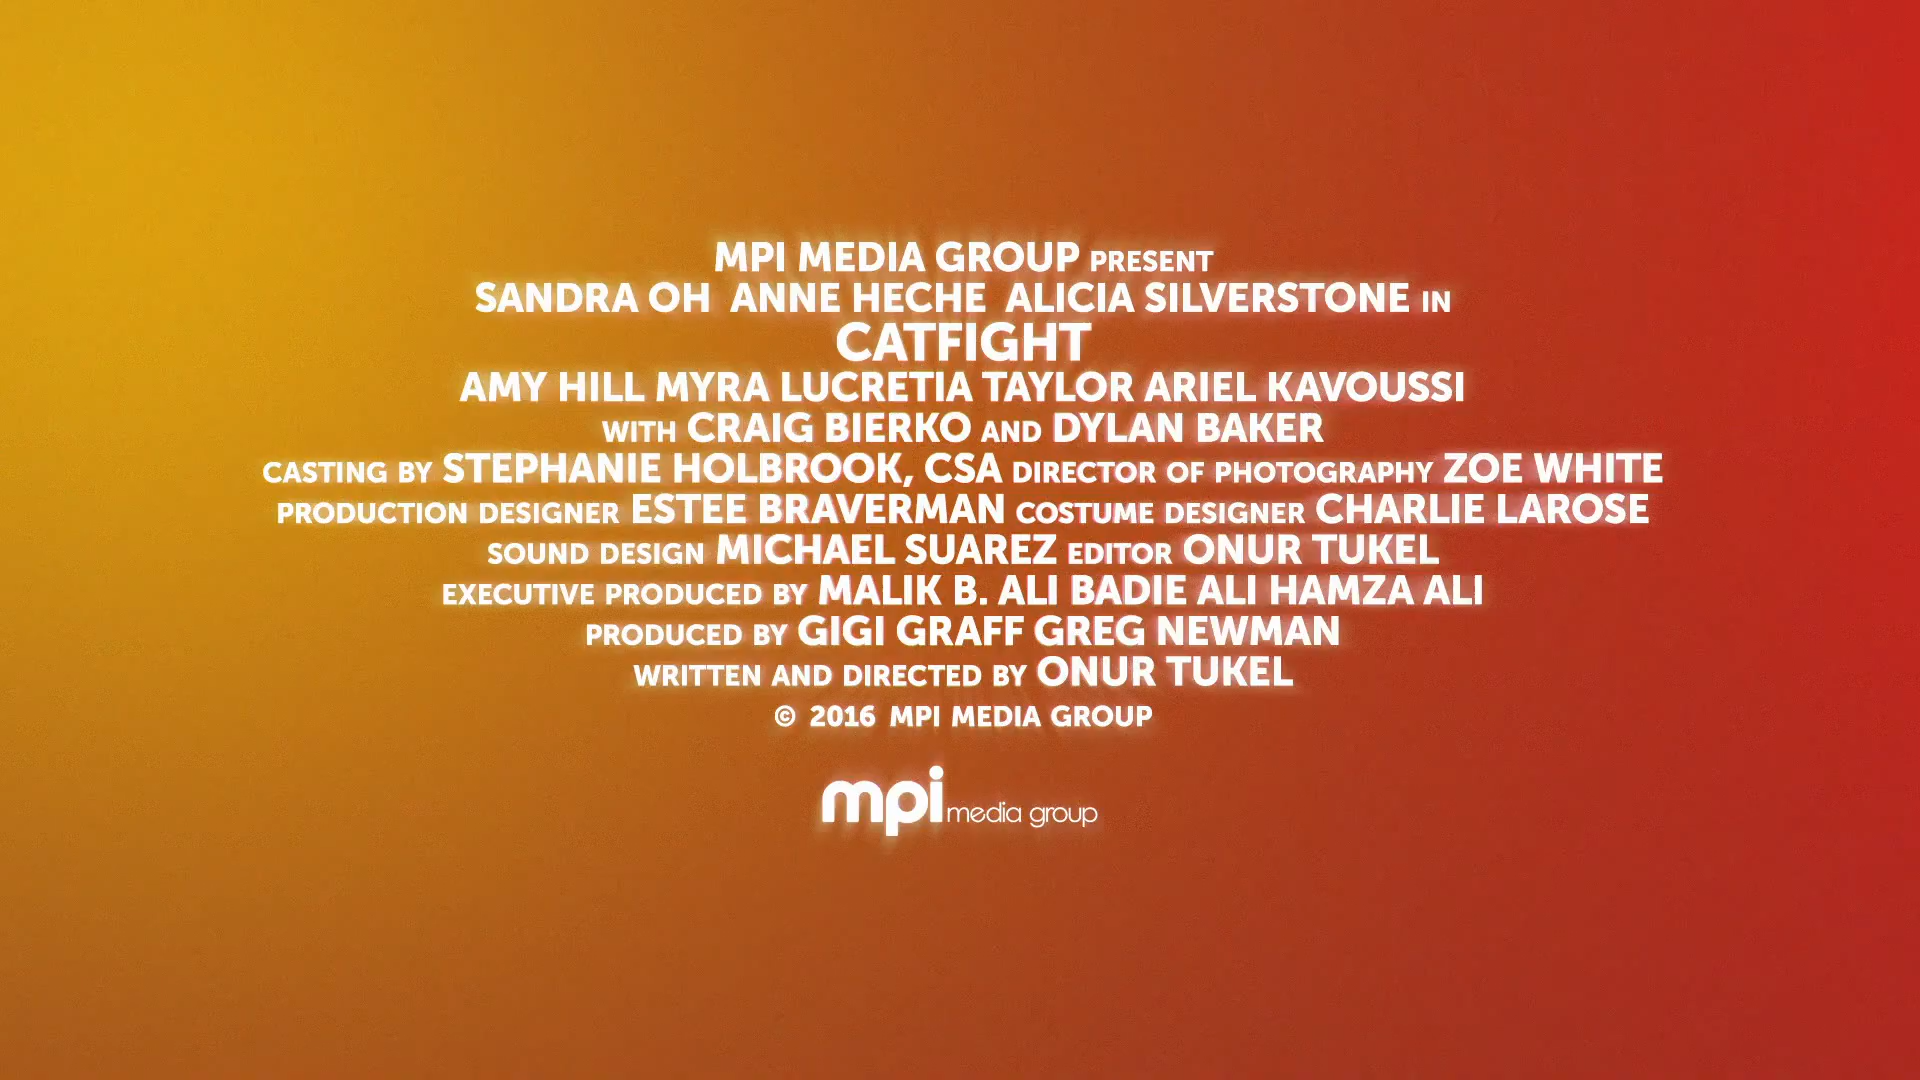 MPI MEDIA GROUP PRESENT
SANDRA OH ANNE HECHE ALICIA SILVERSTONE IN
CATFIGHT
AMY HILL MYRA LUCRETIA TAYLOR ARIEL KAVOUSSI
WITH CRAIG BIERKO AND DYLAN BAKER
CASTING BY STEPHANIE HOLBROOK, CSA DIRECTOR OF PHOTOGRAPHY ZOE WHITE
PRODUCTION DESIGNER ESTEE BRAVERMAN COSTUME DESIGNER CHARLIE LAROSE
SOUND DESIGN MICHAEL SUAREZ EDITOR ONUR TUKEL
EXECUTIVE PRODUCED BY MALIK B. ALI BADIE ALI HAMZA ALI
PRODUCED BY GIGI GRAFF GREG NEWMAN
WRITTEN AND DIRECTED BY ONUR TUKEL
© 2016 MPI MEDIA GROUP
mpi media group